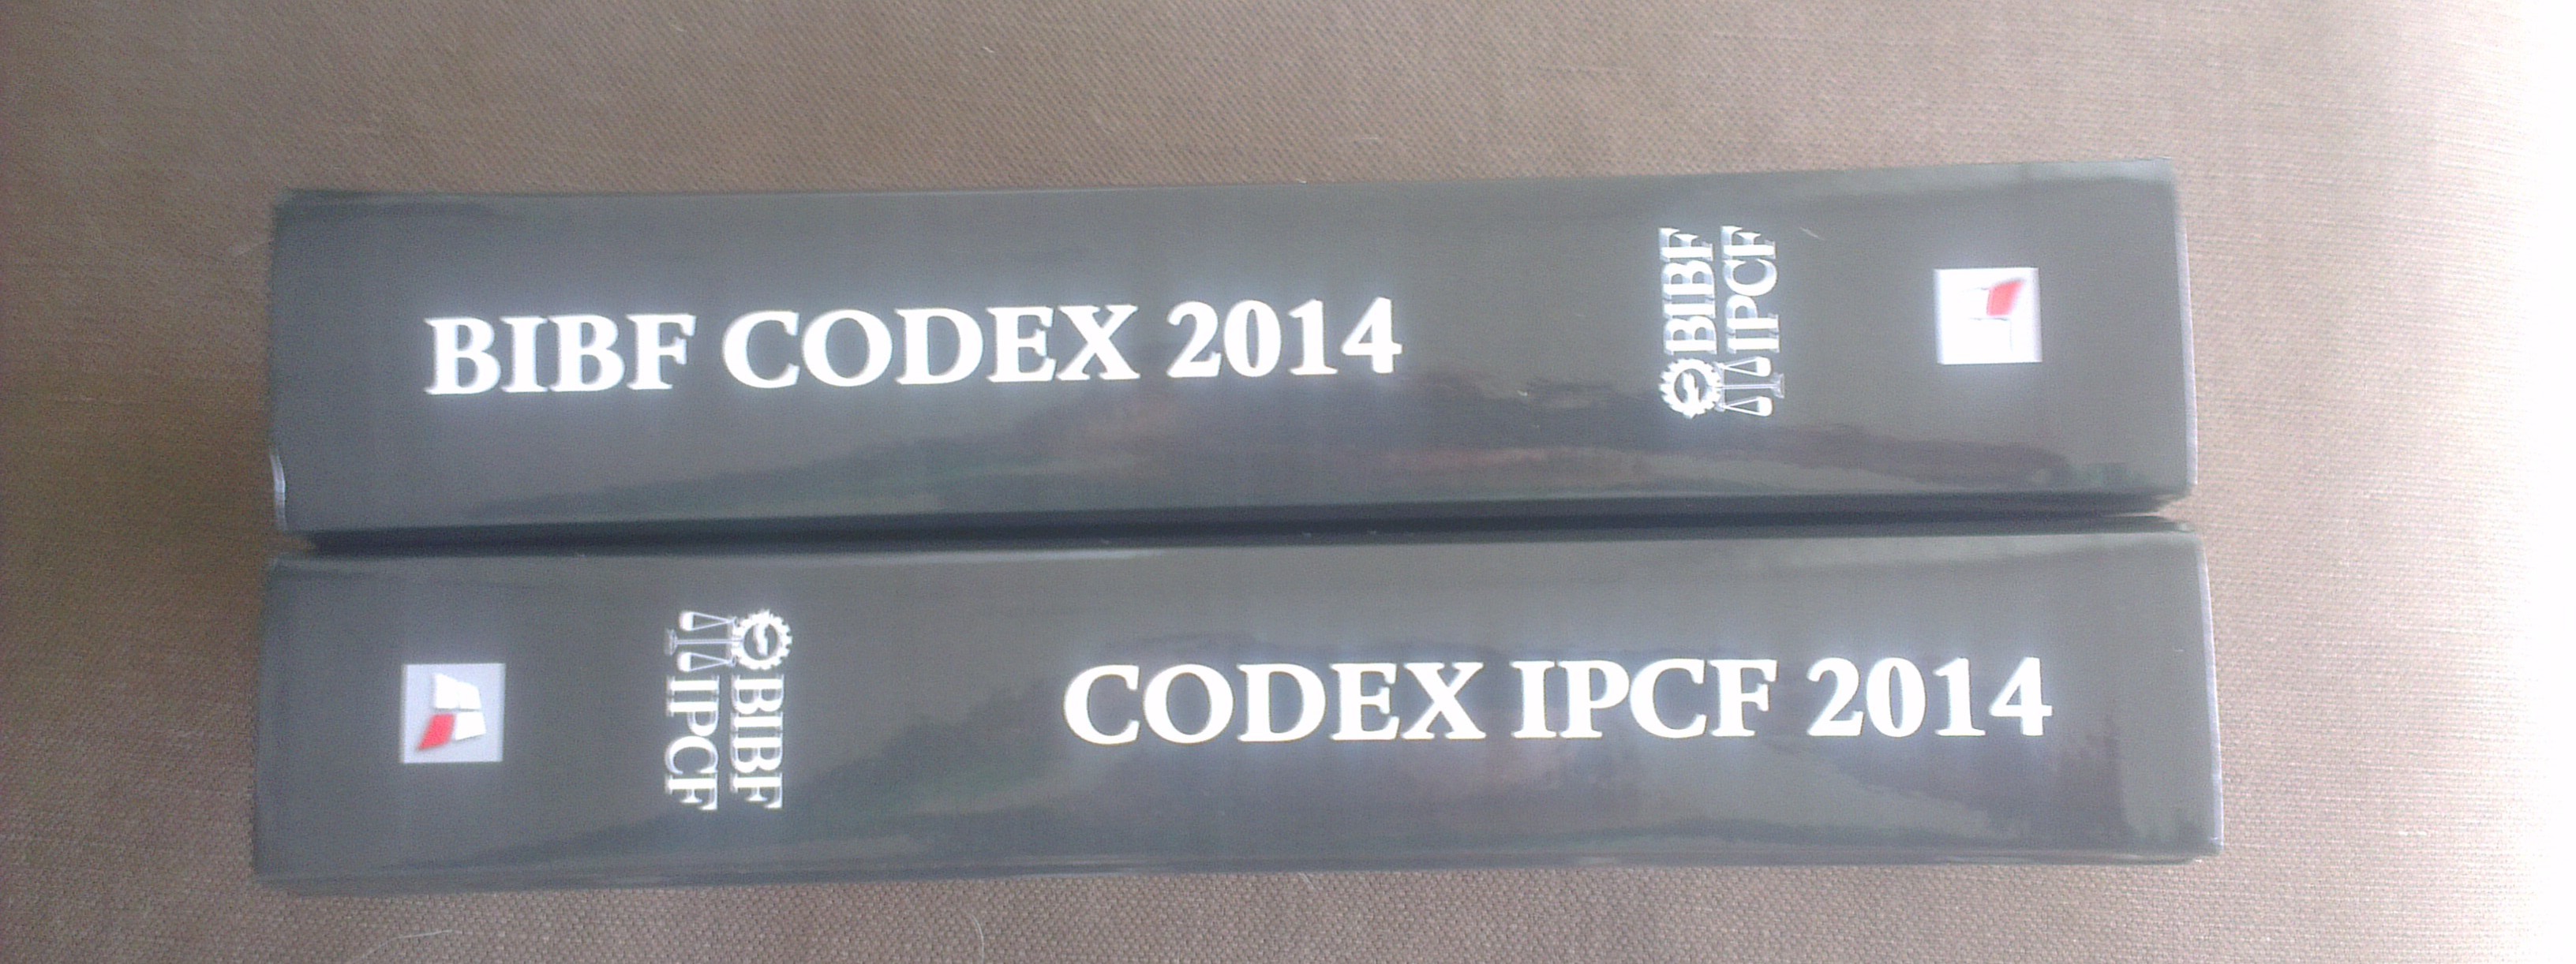 BIBF CODEX 2014
BIBF
IPCF
BIBF
IPCF
CODEX IPCF 2014